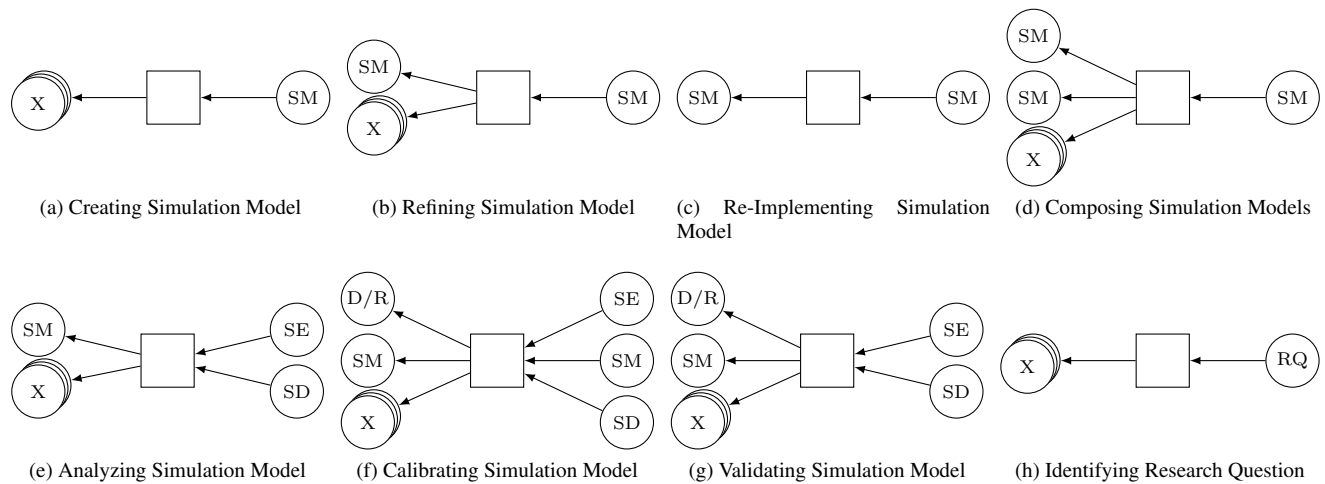 X
SM
(a) Creating Simulation Model
SM
X
SM
(b) Refining Simulation Model
SM
SM
(c) Re-Implementing Simulation
Model
SM
SM
X
SM
(d) Composing Simulation Models
SM
X
SE
SD
(e) Analyzing Simulation Model
D/R
SM
X
SE
SM
SD
(f) Calibrating Simulation Model
D/R
SM
X
SE
SD
(g) Validating Simulation Model
X
RQ
(h) Identifying Research Question